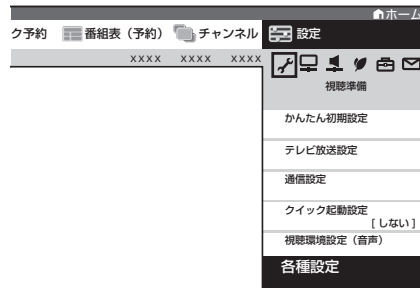 ホーム
ク予約 番組表（予約） チャンネル 設定
xxxx xxxx xxxx
視聴準備
かんたん初期設定
テレビ放送設定
通信設定
クイック起動設定
[しない]
視聴環境設定（音声）
各種設定